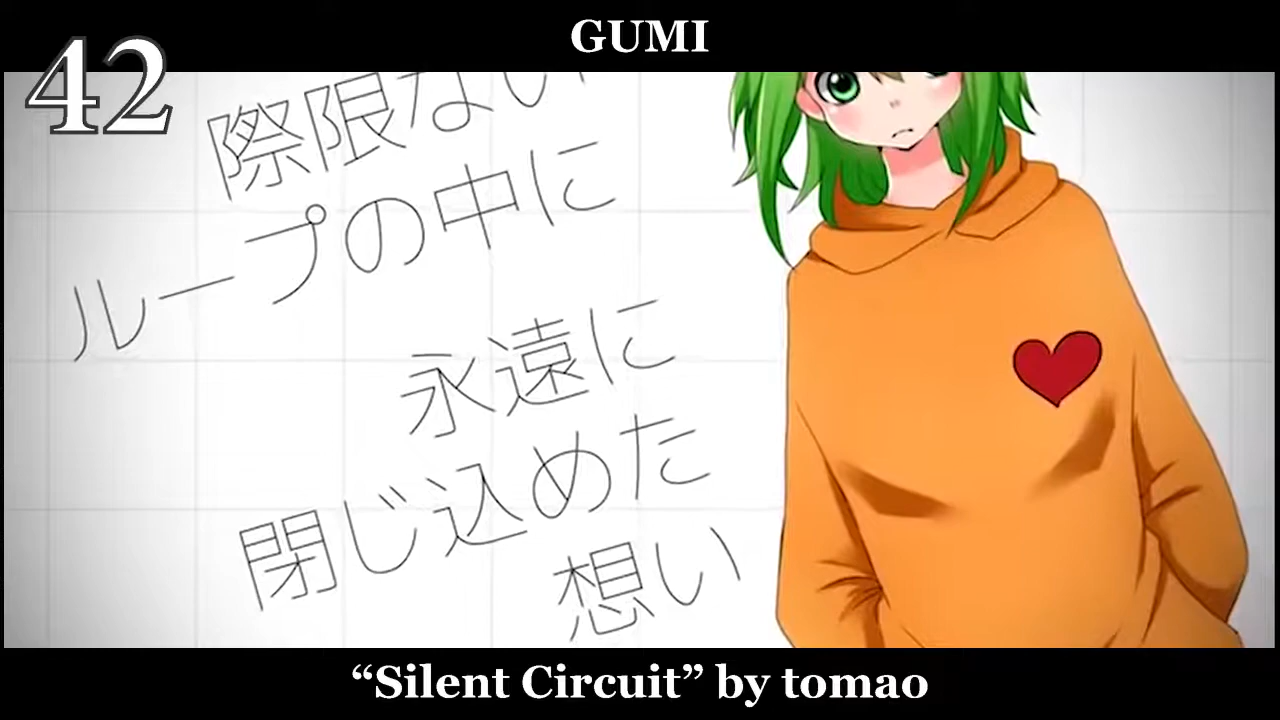 GUMI
42
際限ない
ループの中に
永遠に
閉じ込めた
想い
“Silent Circuit” by tomao